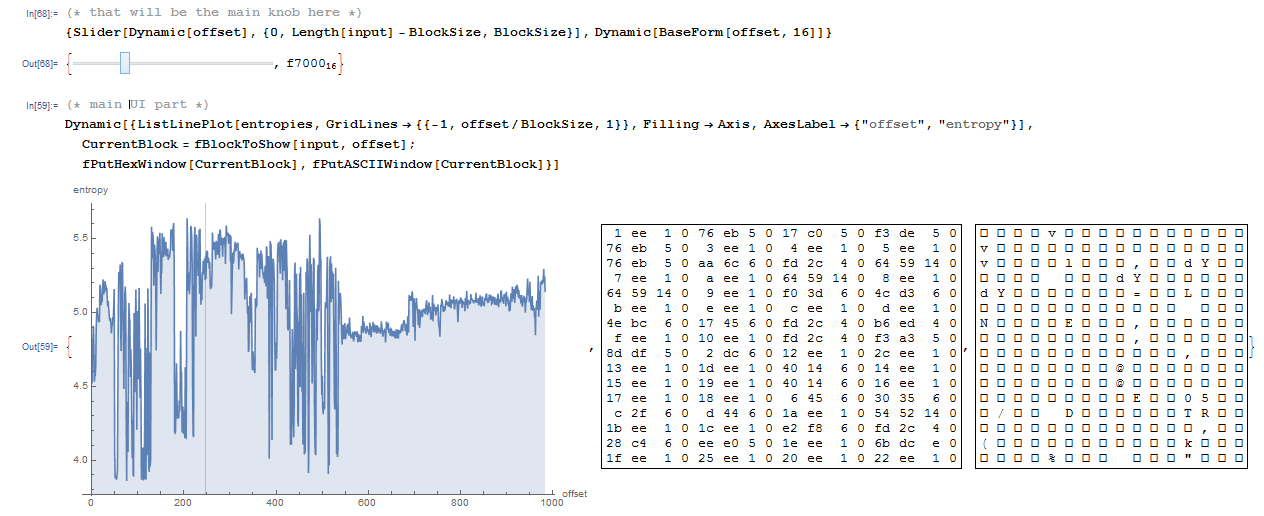 In[68]:= (* that will be the main knob here *)
{Slider[Dynamic[offset], {0, Length[input] - BlockSize, BlockSize}], Dynamic[BaseForm[offset, 16]]}
Out[68]= { , f7000₁₆}
In[59]:= (* main UI part *)
Dynamic[{ListLinePlot[entropies, GridLines → {{-1, offset/BlockSize, 1}}, Filling → Axis, AxesLabel → {"offset", "entropy"}],
CurrentBlock = fBlockToShow[input, offset];
fPutHexWindow[CurrentBlock], fPutASCIIWindow[CurrentBlock]}]
entropy
5.5
5.0
4.5
4.0
0 200 400 600 800 1000 offset
Out[59]= {
,
1 ee 1 0 76 eb 5 0 17 c0 5 0 f3 de 5 0
76 eb 5 0 3 ee 1 0 4 ee 1 0 5 ee 1 0
76 eb 5 0 aa 6c 6 0 fd 2c 4 0 64 59 14 0
7 ee 1 0 a ee 1 0 64 59 14 0 8 ee 1 0
64 59 14 0 9 ee 1 0 f0 3d 6 0 4c d3 6 0
b ee 1 0 e ee 1 0 c ee 1 0 d ee 1 0
4e bc 6 0 17 45 6 0 fd 2c 4 0 b6 ed 4 0
f ee 1 0 10 ee 1 0 fd 2c 4 0 f3 a3 5 0
8d df 5 0 2 dc 6 0 12 ee 1 0 2c ee 1 0
13 ee 1 0 1d ee 1 0 40 14 6 0 14 ee 1 0
15 ee 1 0 19 ee 1 0 40 14 6 0 16 ee 1 0
17 ee 1 0 18 ee 1 0 6 45 6 0 30 35 6 0
c 2f 6 0 d 44 6 0 1a ee 1 0 54 52 14 0
1b ee 1 0 1c ee 1 0 e2 f8 6 0 fd 2c 4 0
28 c4 6 0 ee e0 5 0 1e ee 1 0 6b dc e 0
1f ee 1 0 25 ee 1 0 20 ee 1 0 22 ee 1 0
,
v
v
v l , d Y
d Y
d Y = L
N E ,
,
,
@
@
E 0 5
/ D T R
,
( k
% "
}